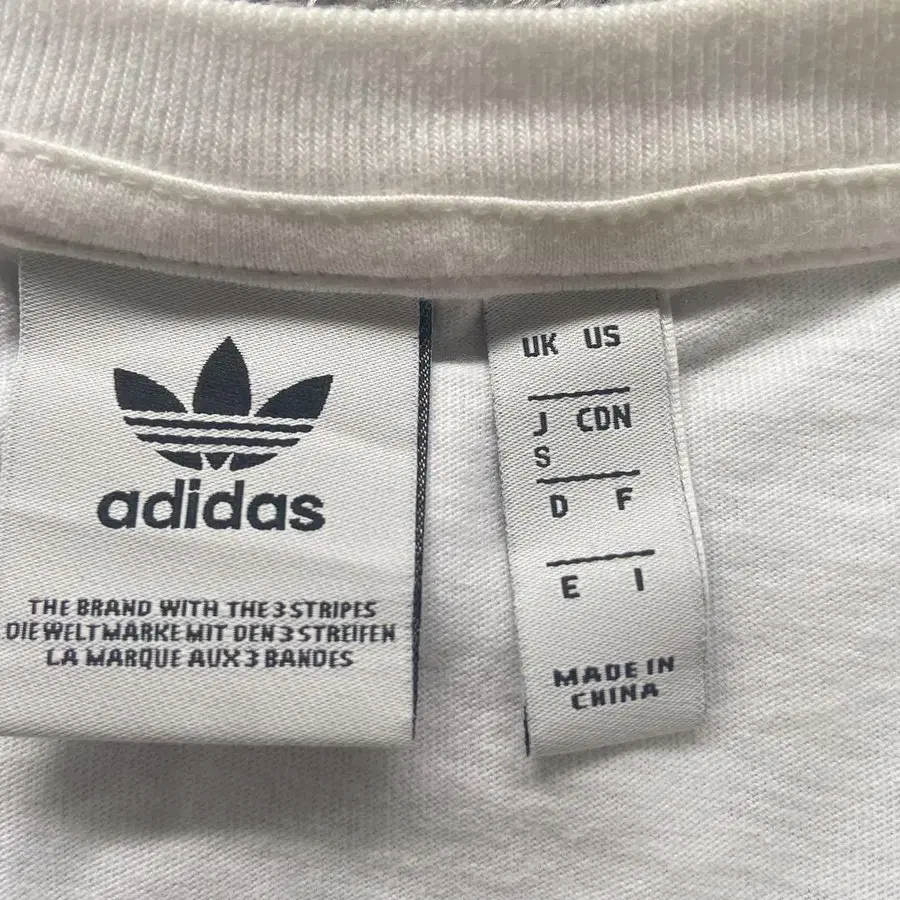 adidas
THE BRAND WITH THE 3 STRIPES
DIE WELTMARKE MIT DEN 3 STREIFEN
LA MARQUE AUX 3 BANDES
UK US
J CDN
S
D F
E I
MADE IN
CHINA